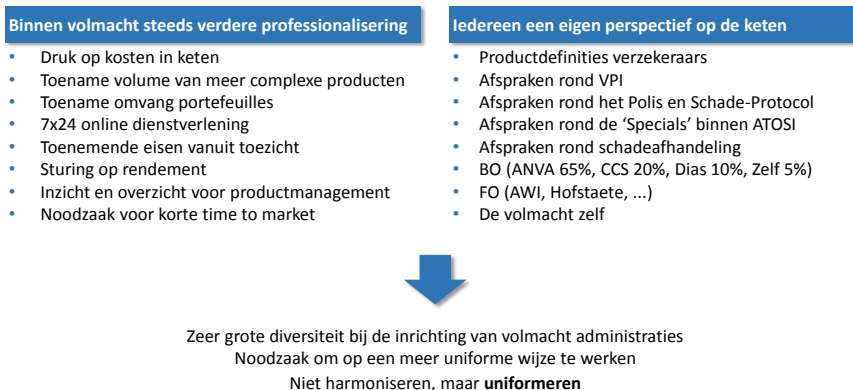 Binnen volmacht steeds verdere professionalisering
• Druk op kosten in keten
• Toename volume van meer complexe producten
• Toename omvang portefeuilles
• 7x24 online dienstverlening
• Toenemende eisen vanuit toezicht
• Sturing op rendement
• Inzicht en overzicht voor productmanagement
• Noodzaak voor korte time to market
Iedereen een eigen perspectief op de keten
• Productdefinities verzekeraars
• Afspraken rond VPI
• Afspraken rond het Polis en Schade-Protocol
• Afspraken rond de ‘Specials’ binnen ATOSI
• Afspraken rond schadeafhandeling
• BO (ANVA 65%, CCS 20%, Dias 10%, Zelf 5%)
• FO (AWI, Hofstaete, ...)
• De volmacht zelf
Zeer grote diversiteit bij de inrichting van volmacht administraties
Noodzaak om op een meer uniforme wijze te werken
Niet harmoniseren, maar uniformeren